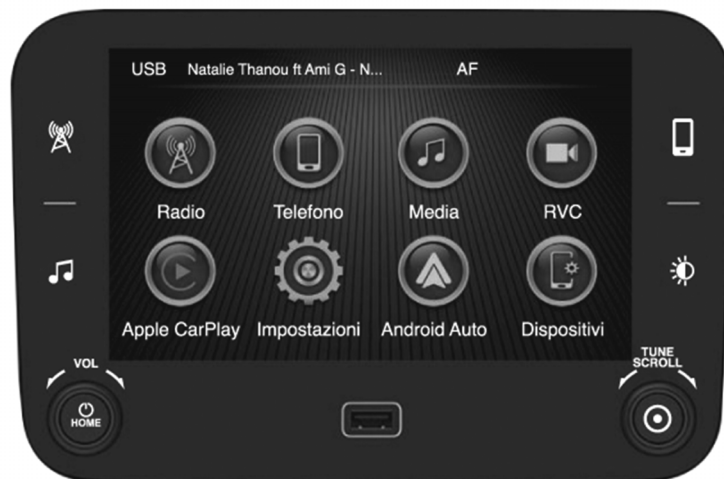 USB Natalie Thanou ft Ami G - N... AF
Radio Telefono Media RVC
Apple CarPlay Impostazioni Android Auto Dispositivi
VOL
TUNE
SCROLL
HOME